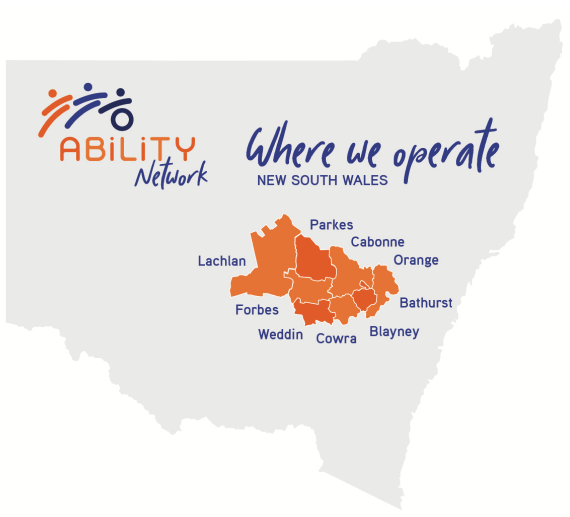 ABiLiTY
Network
Where we operate
NEW SOUTH WALES
Parkes
Cabonne
Orange
Lachlan
Bathurst
Forbes
Weddin
Cowra
Blayney